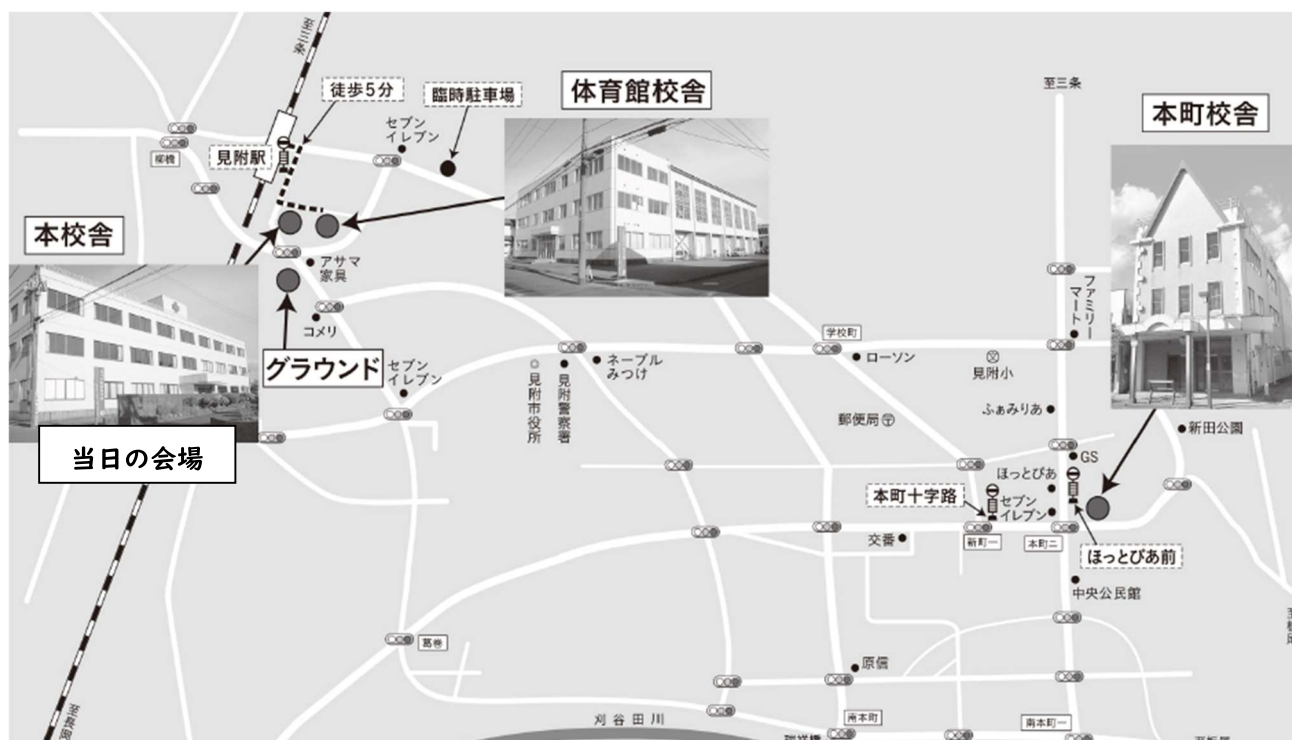 至三条
徒歩5分
臨時駐車場
体育館校舎
至三条
本町校舎
セブン
イレブン
柳橋
見附駅
本校舎
アサマ
家具
コメリ
グラウンド
セブン
イレブン
当日の会場
見附市役所
見附警察署
ネーブル
みつけ
学校町
ローソン
見附小
ファミリー
マート
ふぁみりあ
郵便局
新田公園
GS
ほっとぴあ
本町十字路
セブン
イレブン
交番
新町一
本町二
ほっとぴあ前
中央公民館
葛巻
原信
刈谷田川
南本町
南本町一